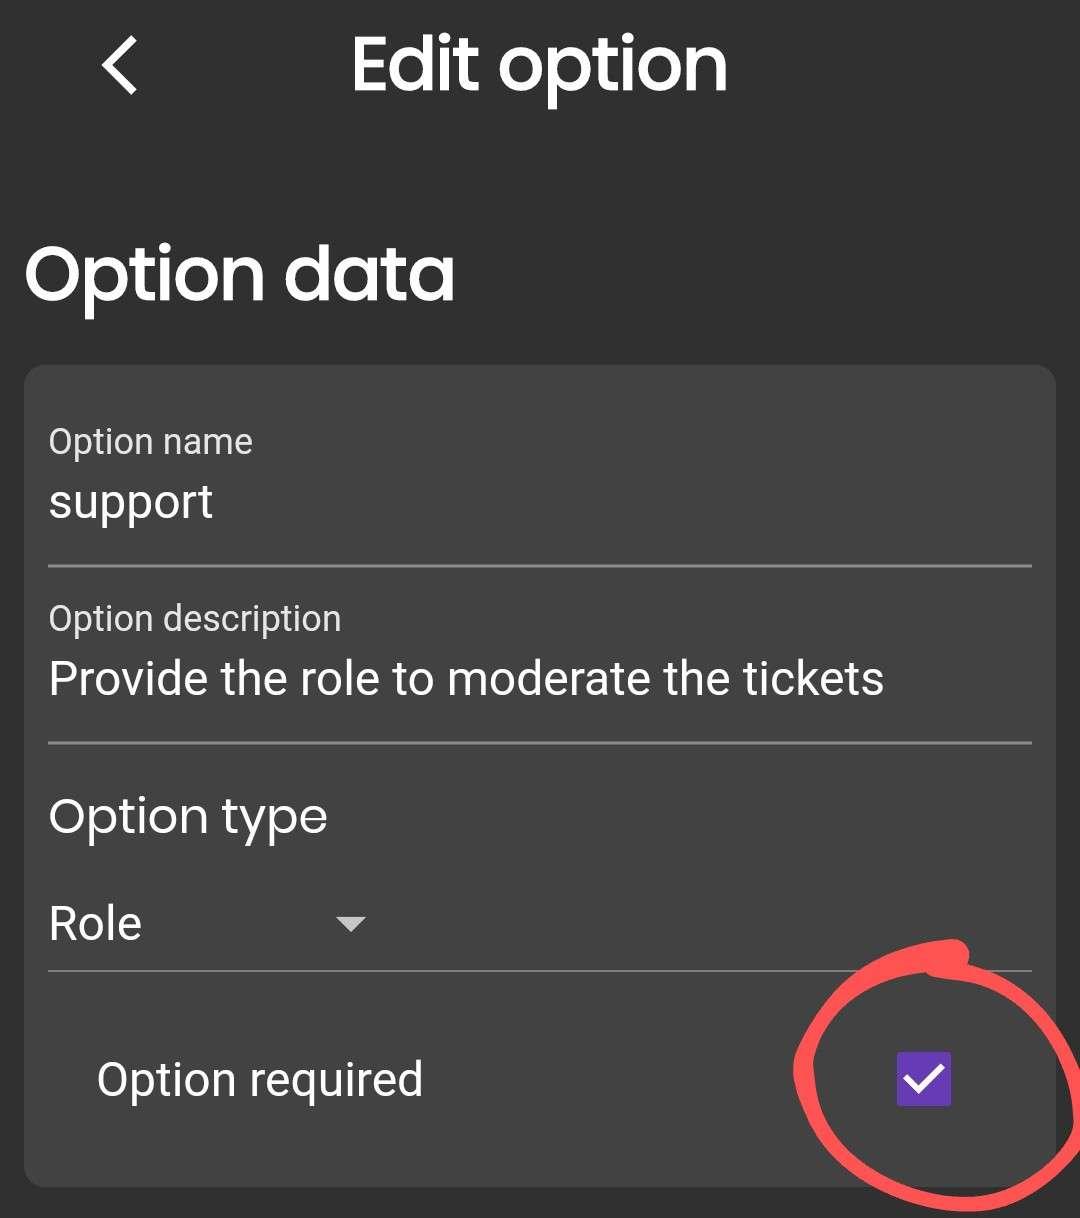 Edit option
Option data
Option name
support
Option description
Provide the role to moderate the tickets
Option type
Role
Option required